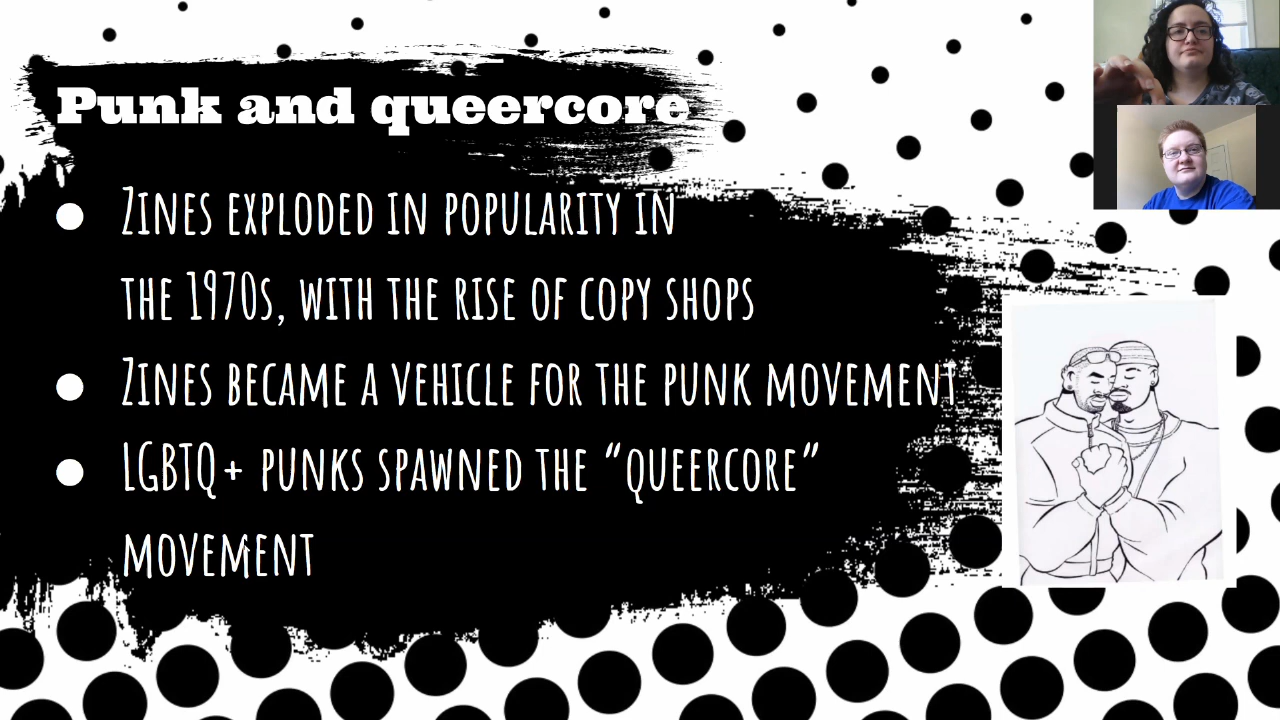 Punk and queercore
● Zines exploded in popularity in
the 1970s, with the rise of copy shops
● Zines became a vehicle for the punk movement
● LGBTQ+ punks spawned the “queercore”
movement